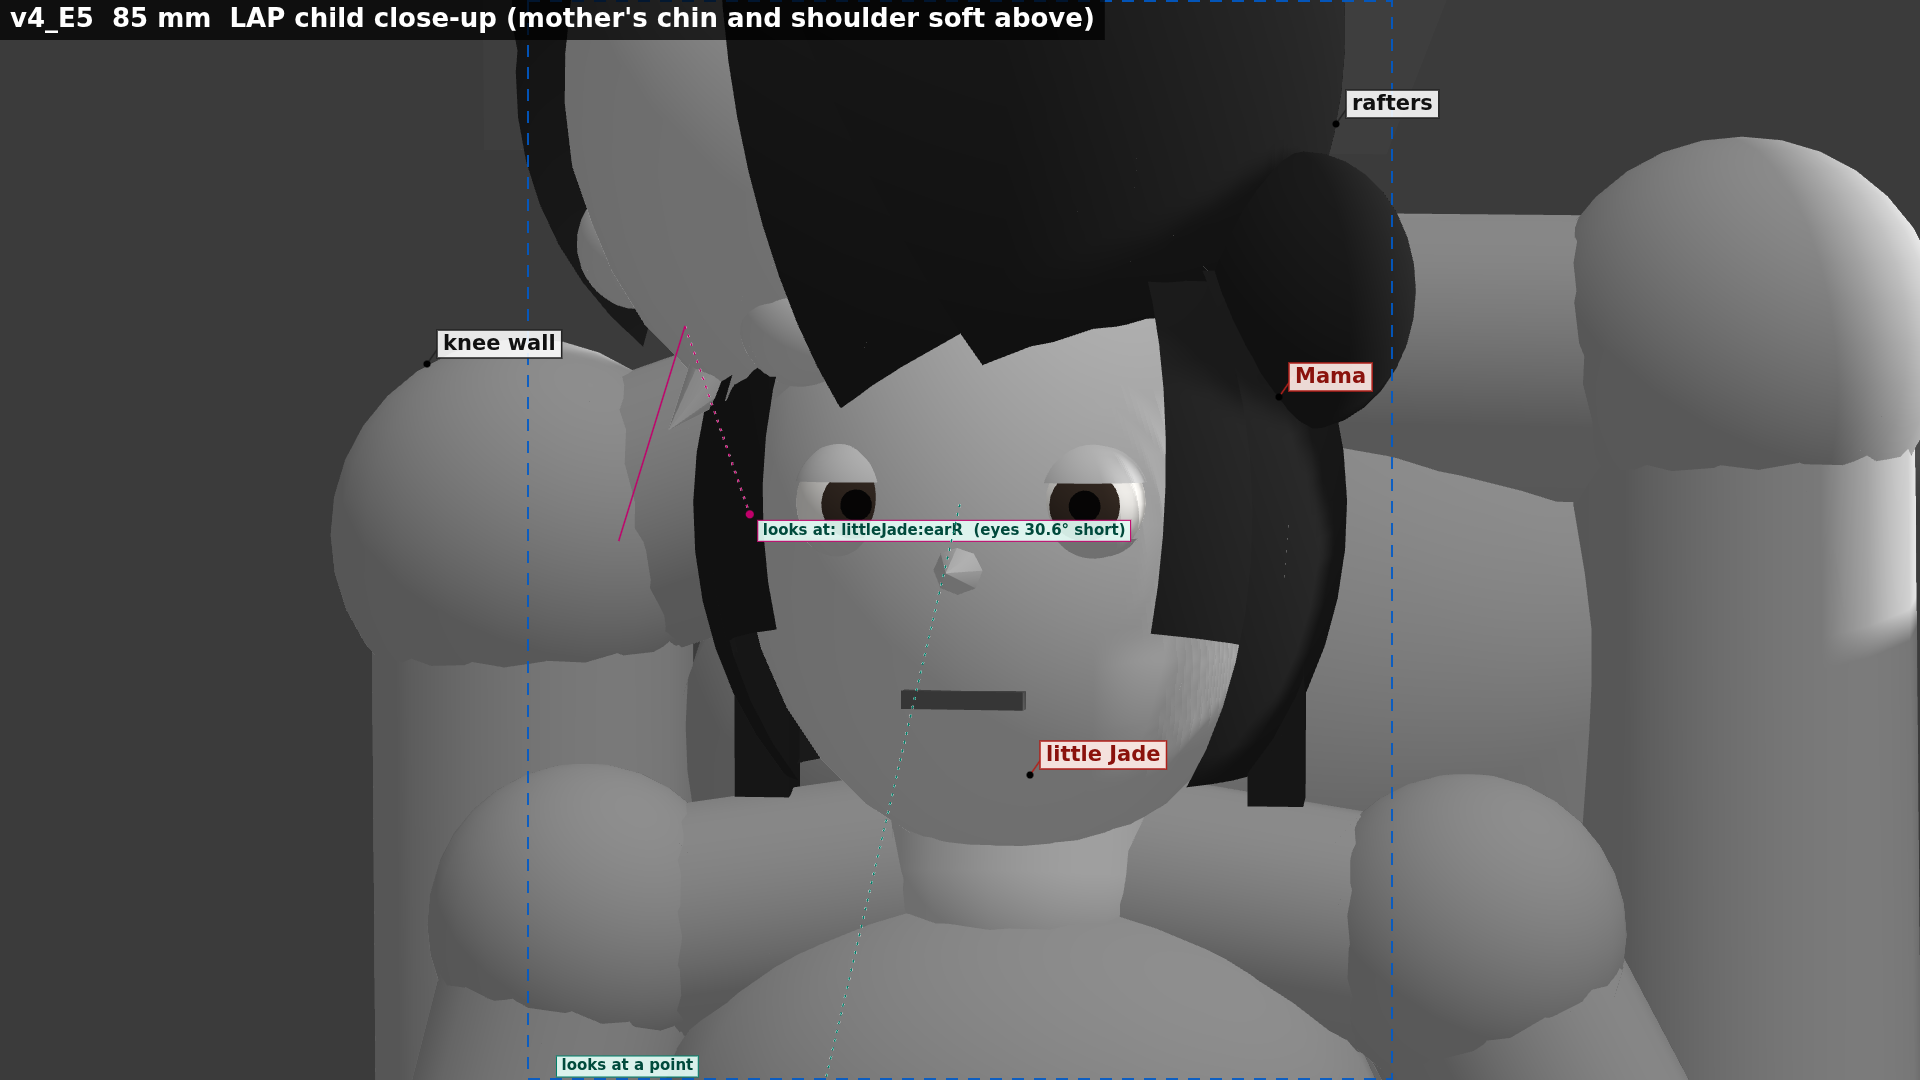 v4_E5  85 mm  LAP child close-up (mother's chin and shoulder soft above)
rafters
knee wall
Mama
looks at: littleJade:earR  (eyes 30.6° short)
little Jade
looks at a point